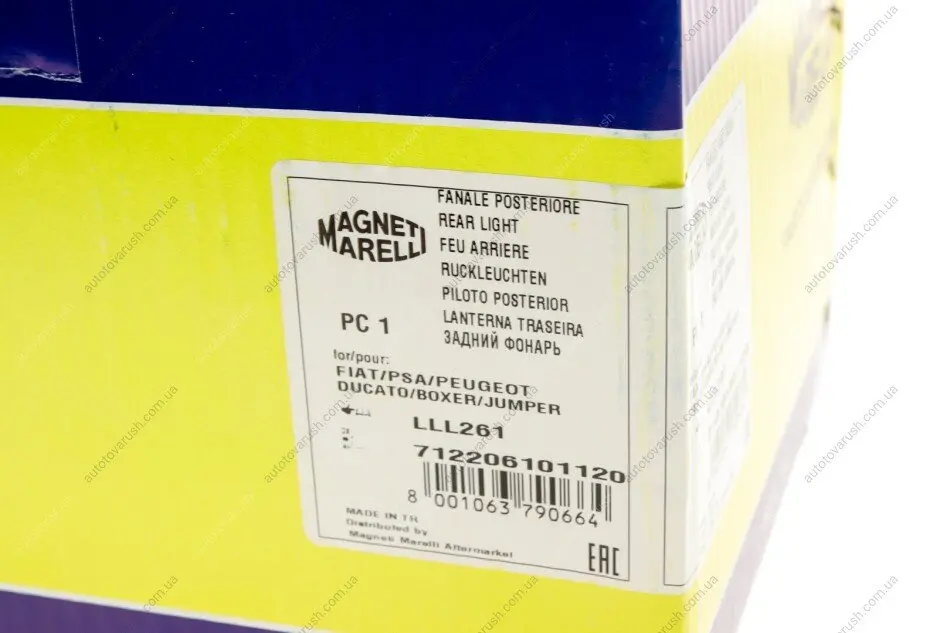 MAGNETI
MARELLI
FANALE POSTERIORE
REAR LIGHT
FEU ARRIERE
RUCKLEUCHTEN
PILOTO POSTERIOR
LANTERNA TRASEIRA
ЗАДНИЙ ФОНАРЬ
PC 1
for/pour:
FIAT/PSA/PEUGEOT
DUCATO/BOXER/JUMPER
LLL261
712206101120
8 001063 790664
MADE IN TR
Distributed by
Magneti Marelli Aftermarket
EAC
autotovarush.com.ua